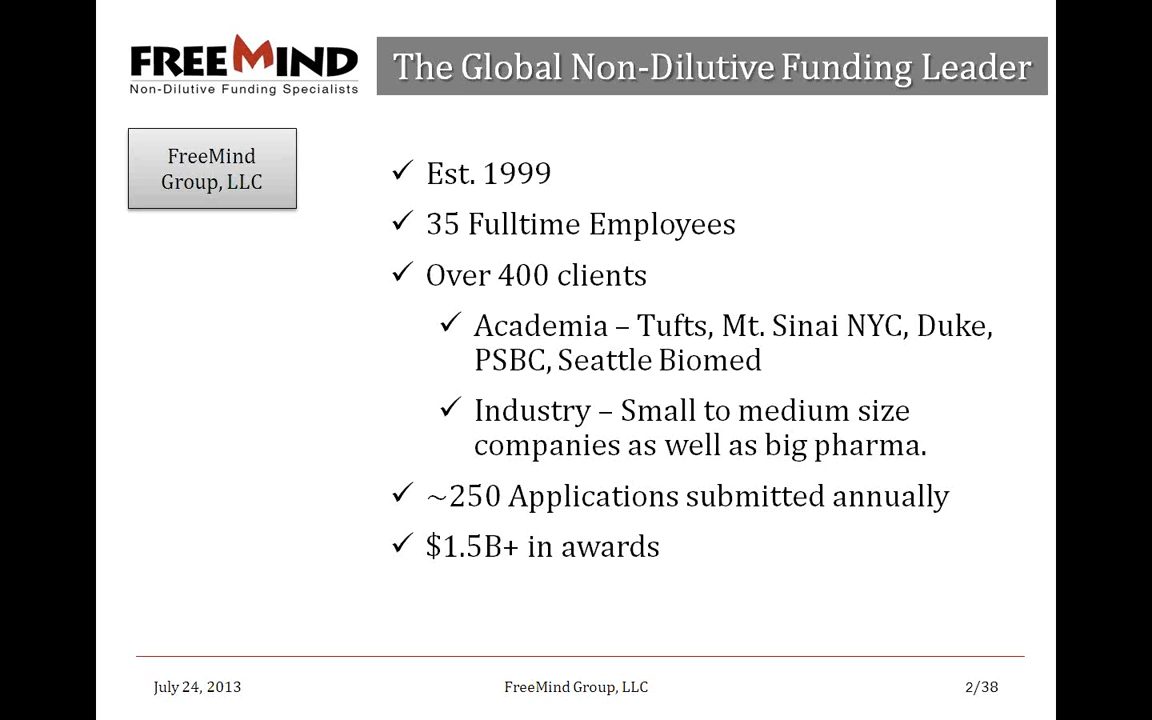 FREEMIND
Non-Dilutive Funding Specialists
The Global Non-Dilutive Funding Leader
FreeMind
Group, LLC
✓ Est. 1999
✓ 35 Fulltime Employees
✓ Over 400 clients
✓ Academia – Tufts, Mt. Sinai NYC, Duke,
PSBC, Seattle Biomed
✓ Industry – Small to medium size
companies as well as big pharma.
✓ ~250 Applications submitted annually
✓ $1.5B+ in awards
July 24, 2013
FreeMind Group, LLC
2/38